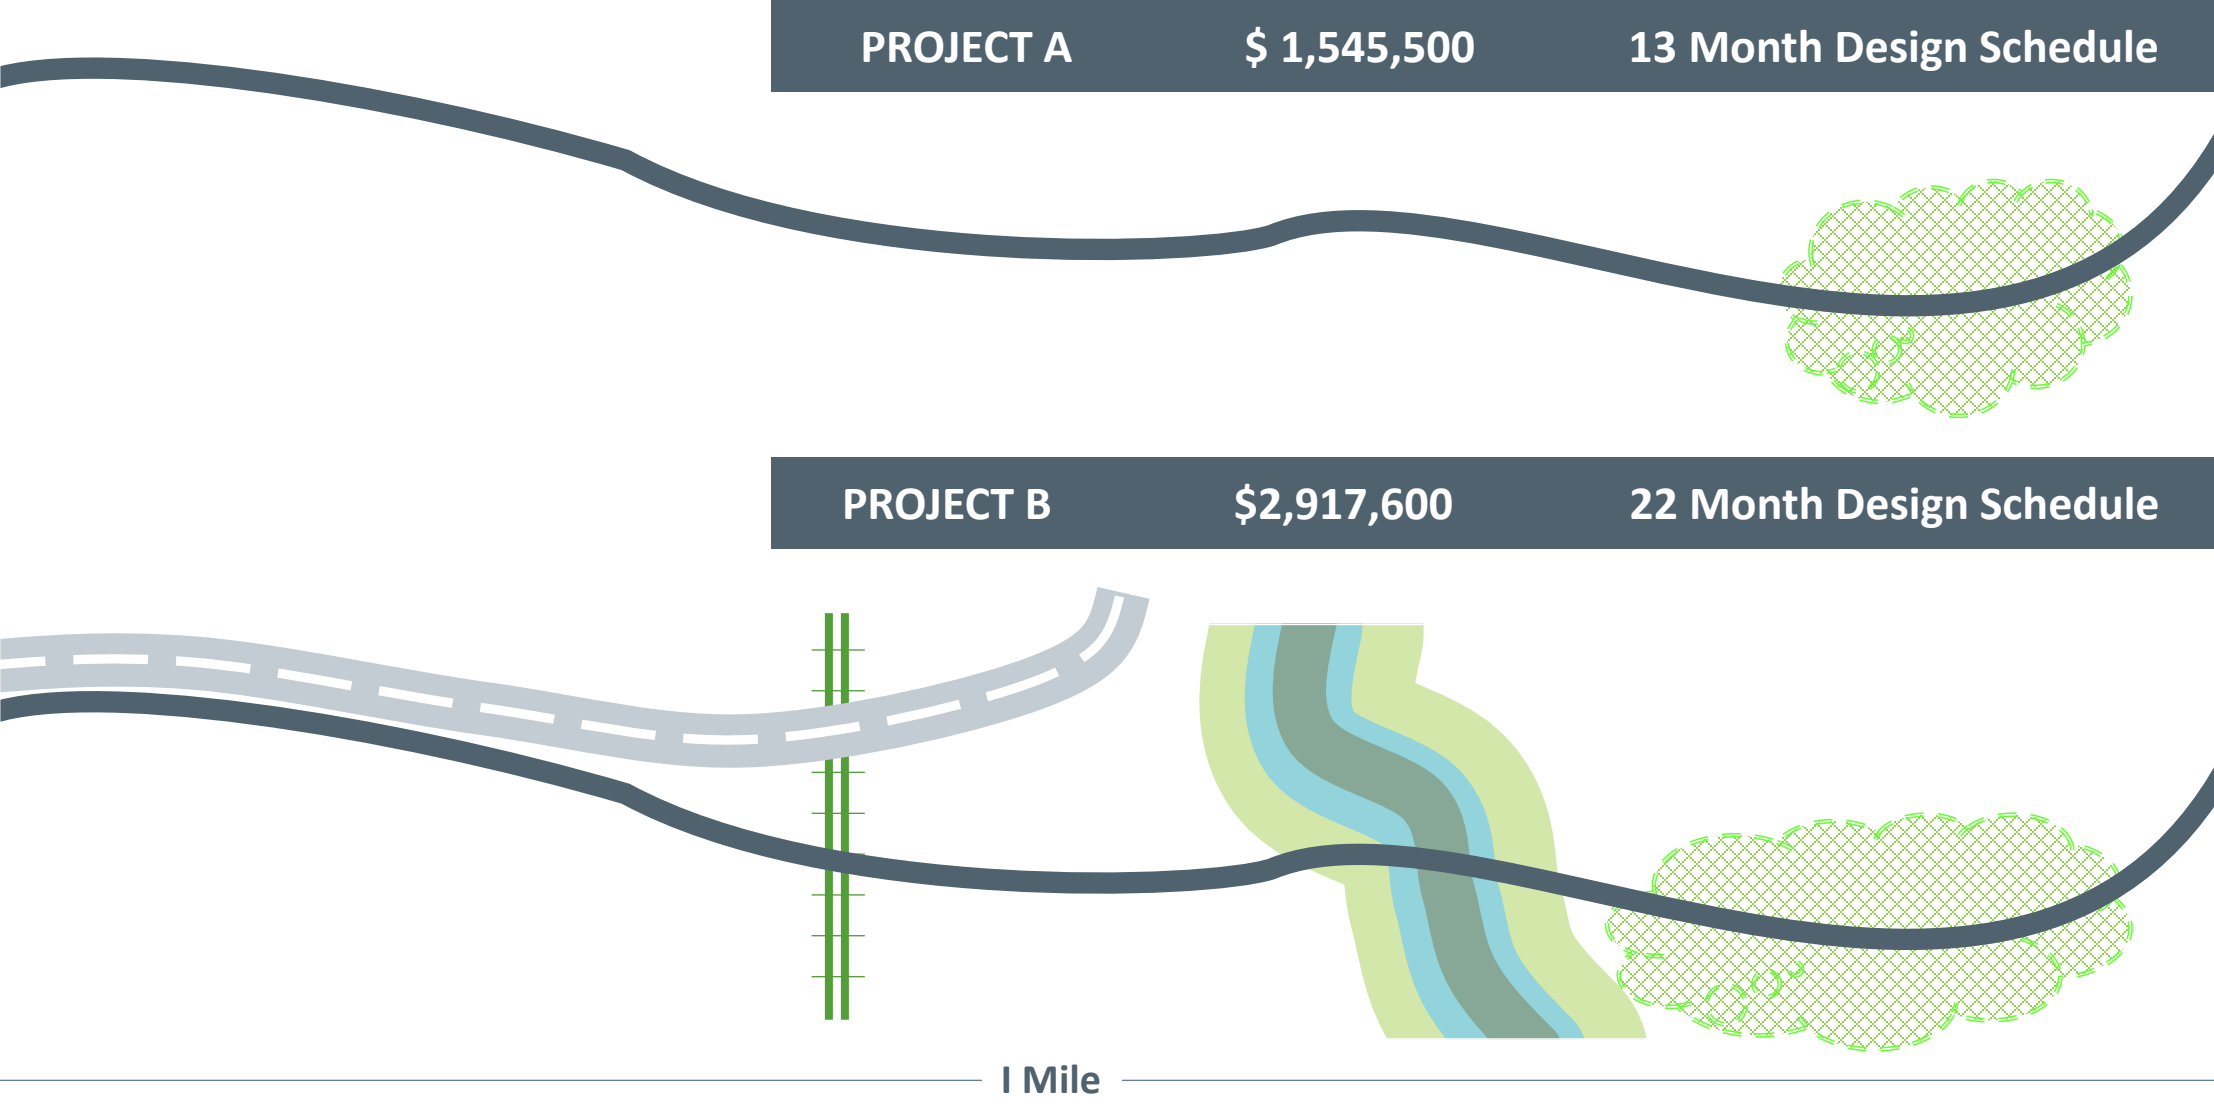 PROJECT A $ 1,545,500 13 Month Design Schedule
PROJECT B $2,917,600 22 Month Design Schedule
I Mile